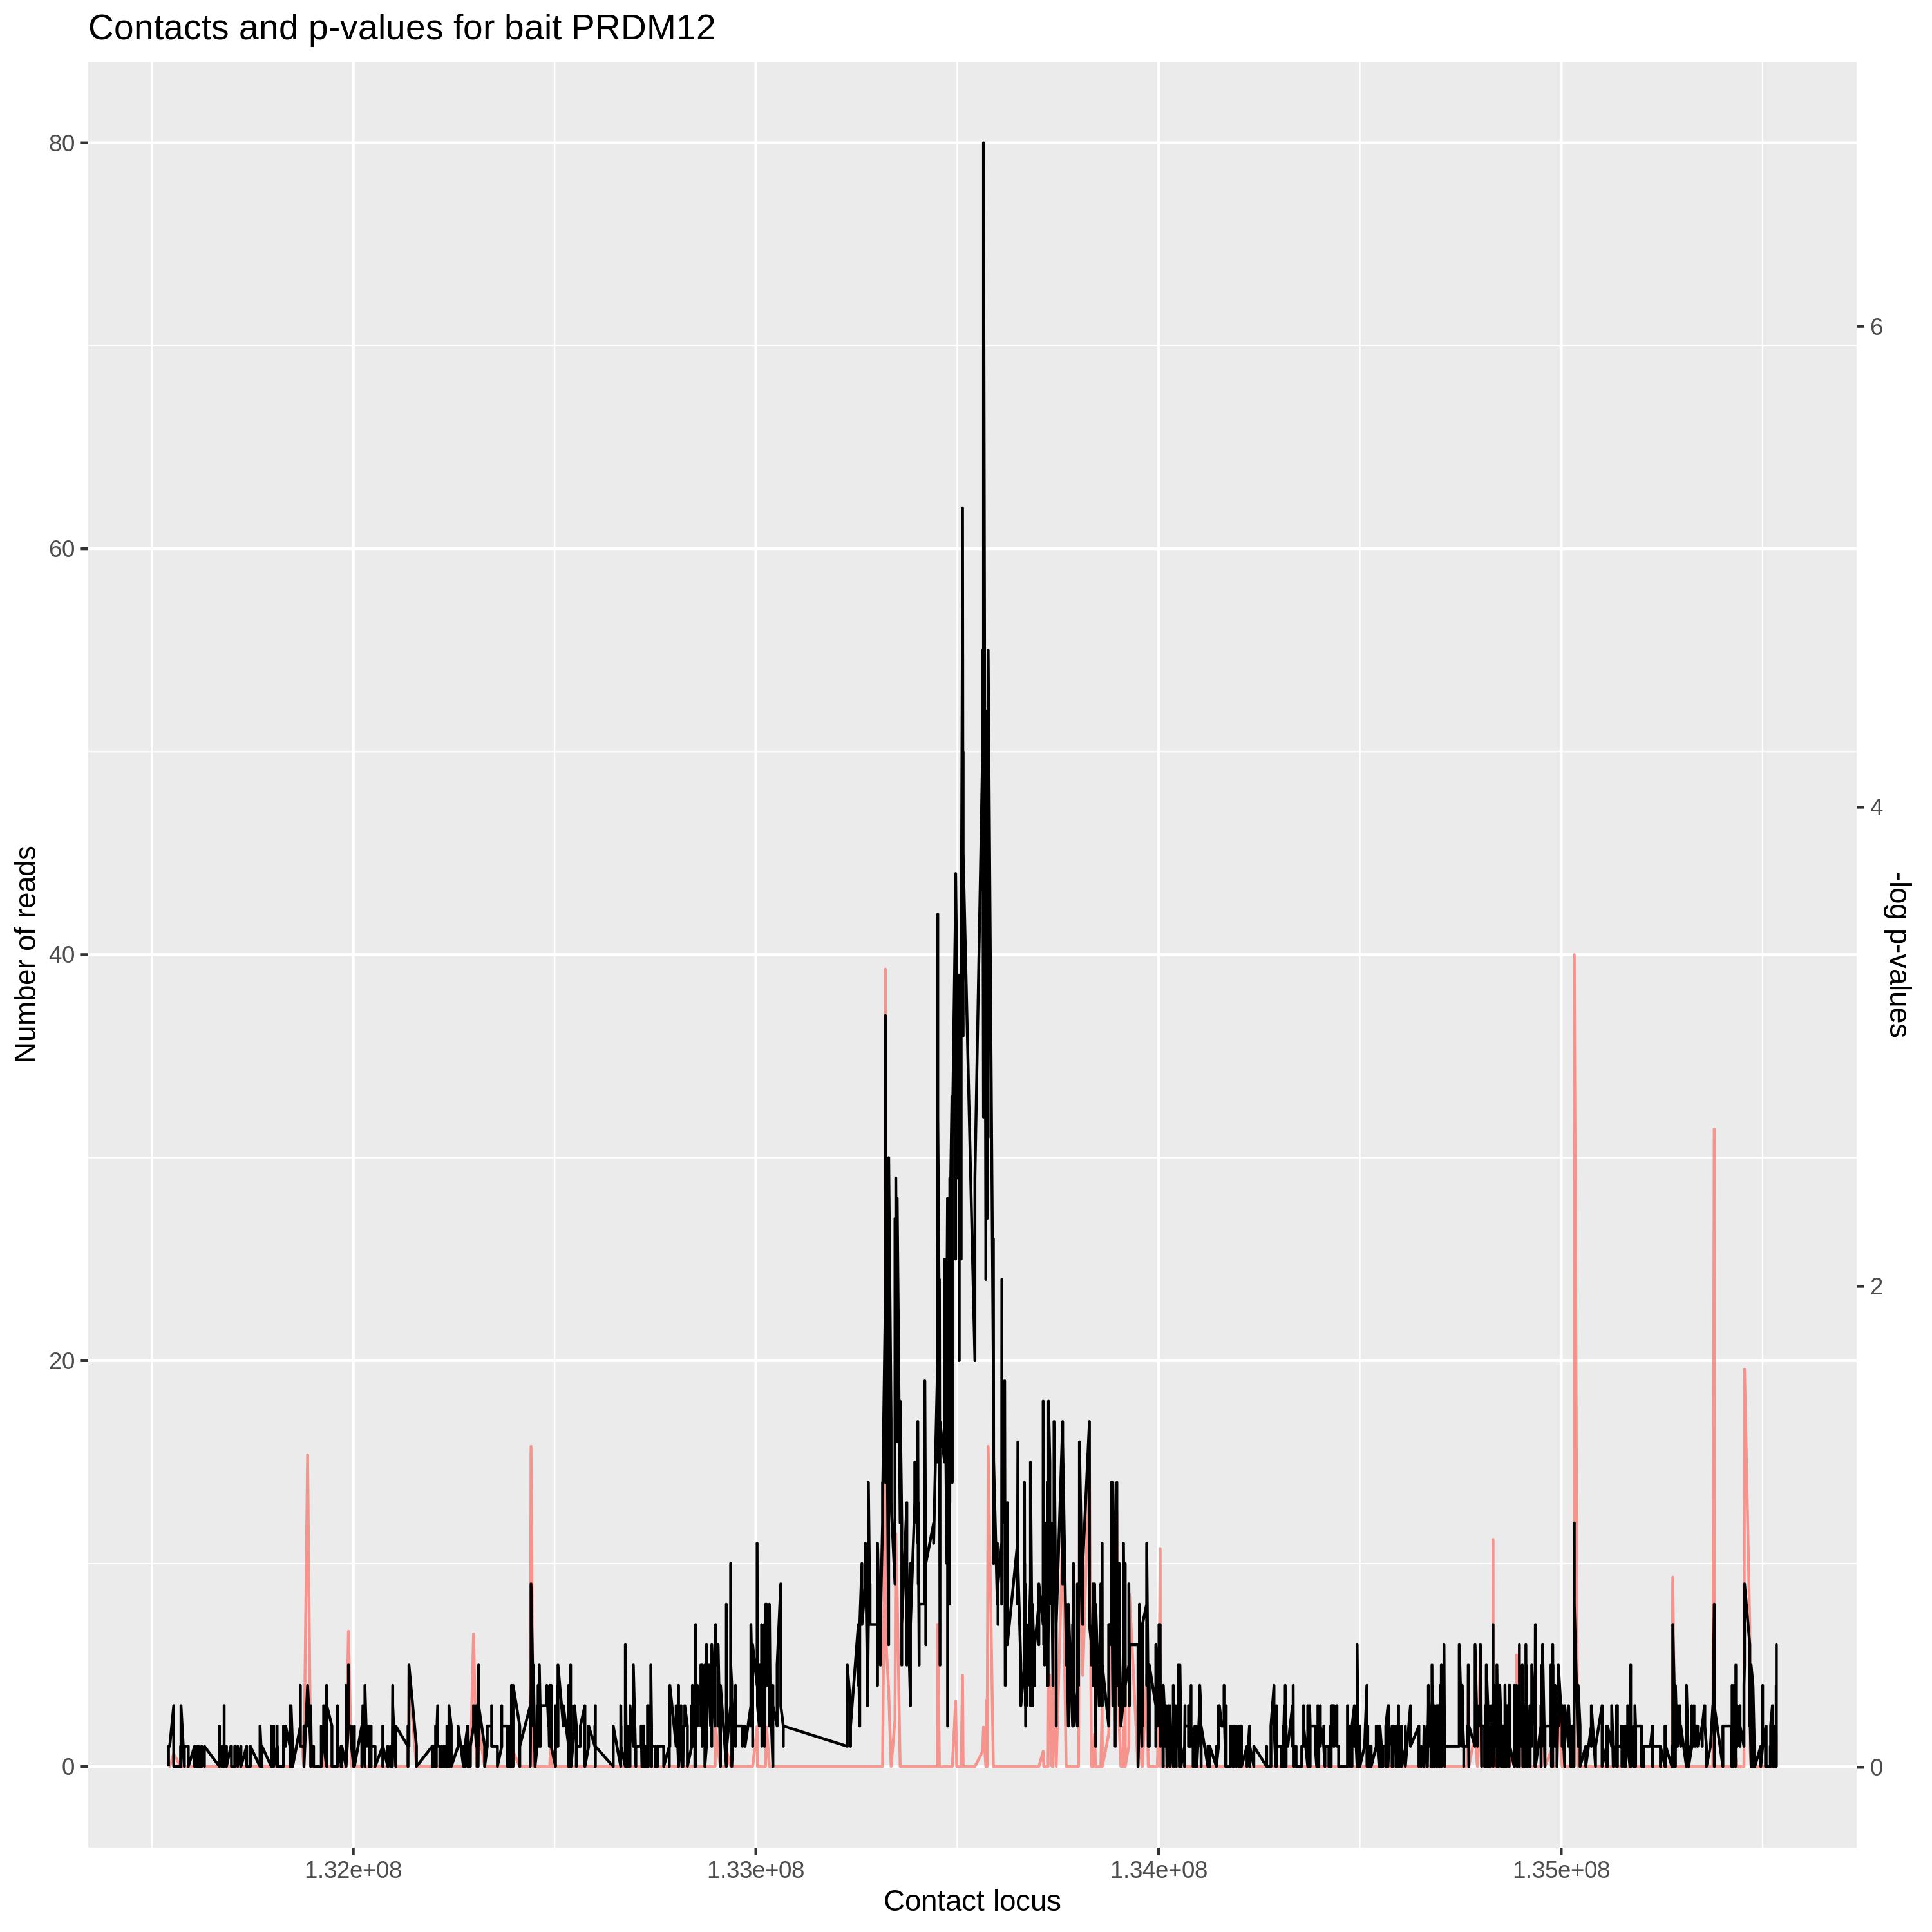 Contacts and p-values for bait PRDM12
80
60
40
20
0
Number of reads
6
4
2
0
-log p-values
1.32e+08
1.33e+08
1.34e+08
1.35e+08
Contact locus